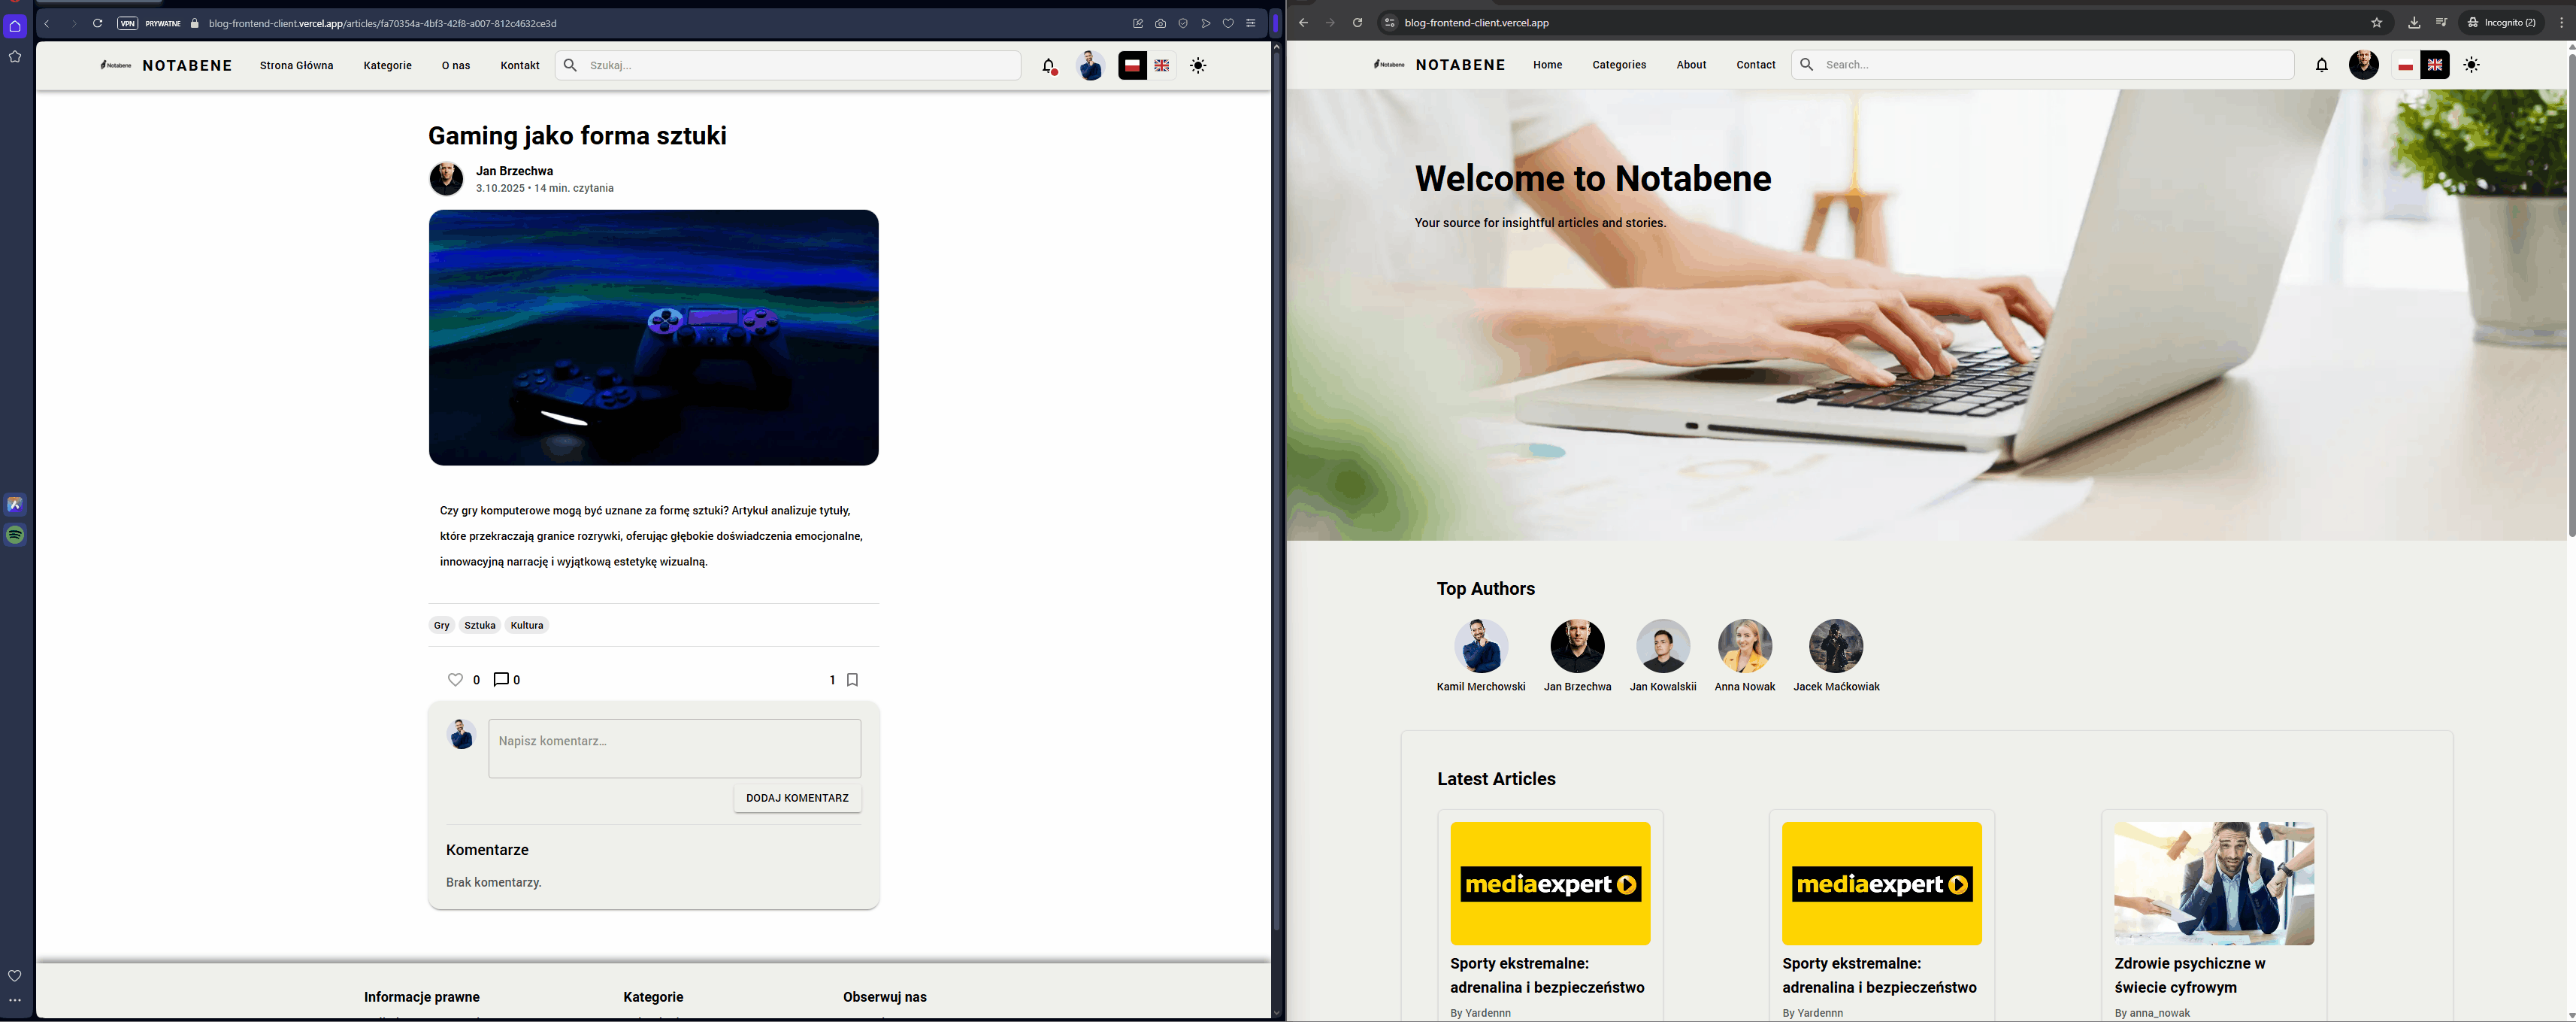 VPN PRYWATNE blog-frontend-client.vercel.app/articles/fa70354a-4bf3-42f8-a007-812c4632ce3d
Notabene NOTABENE Strona Główna Kategorie O nas Kontakt Szukaj...
Gaming jako forma sztuki
Jan Brzechwa
3.10.2025 • 14 min. czytania
Czy gry komputerowe mogą być uznane za formę sztuki? Artykuł analizuje tytuły,
które przekraczają granice rozrywki, oferując głębokie doświadczenia emocjonalne,
innowacyjną narrację i wyjątkową estetykę wizualną.
Gry Sztuka Kultura
0 0 1
Napisz komentarz...
DODAJ KOMENTARZ
Komentarze
Brak komentarzy.
Informacje prawne Kategorie Obserwuj nas
blog-frontend-client.vercel.app Incognito (2)
Notabene NOTABENE Home Categories About Contact Search...
Welcome to Notabene
Your source for insightful articles and stories.
Top Authors
Kamil Merchowski Jan Brzechwa Jan Kowalskii Anna Nowak Jacek Maćkowiak
Latest Articles
mediaexpert mediaexpert
Sporty ekstremalne: Sporty ekstremalne: Zdrowie psychiczne w
adrenalina i bezpieczeństwo adrenalina i bezpieczeństwo świecie cyfrowym
By Yardennn By Yardennn By anna_nowak